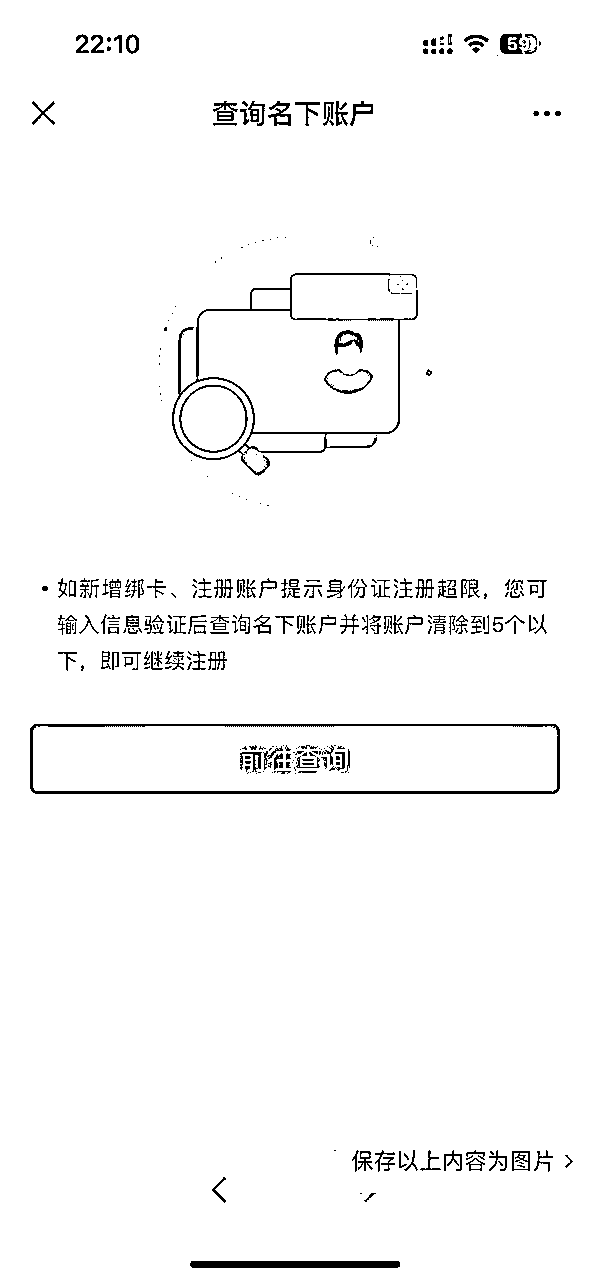 22:10
59
查询名下账户
• 如新增绑卡、注册账户提示身份证注册超限，您可
输入信息验证后查询名下账户并将账户清除到5个以
下，即可继续注册
前往查询
保存以上内容为图片